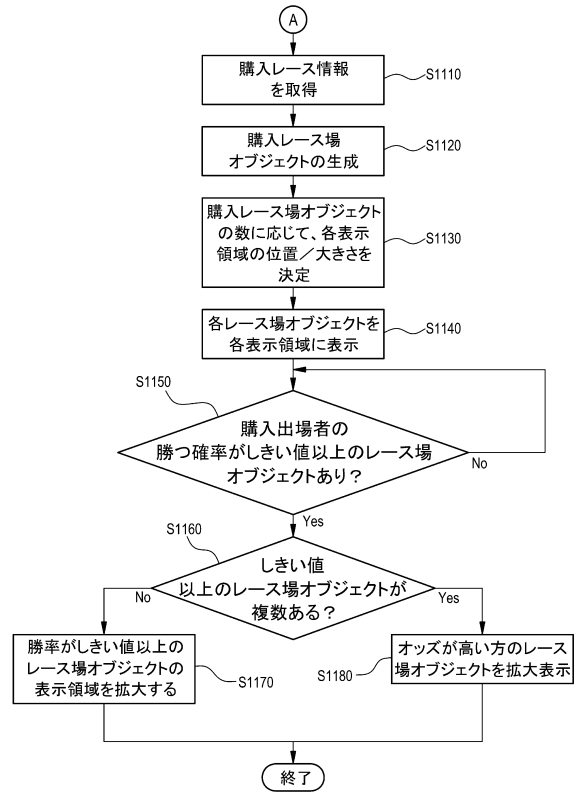 A
購入レース情報
を取得
S1110
購入レース場
オブジェクトの生成
S1120
購入レース場オブジェクト
の数に応じて、各表示
領域の位置／大きさを
決定
S1130
各レース場オブジェクトを
各表示領域に表示
S1140
S1150
購入出場者の
勝つ確率がしきい値以上のレース場
オブジェクトあり？
No
Yes
S1160
しきい値
以上のレース場オブジェクトが
複数ある？
No
Yes
勝率がしきい値以上の
レース場オブジェクトの
表示領域を拡大する
S1170
オッズが高い方のレース
場オブジェクトを拡大表示
S1180
終了